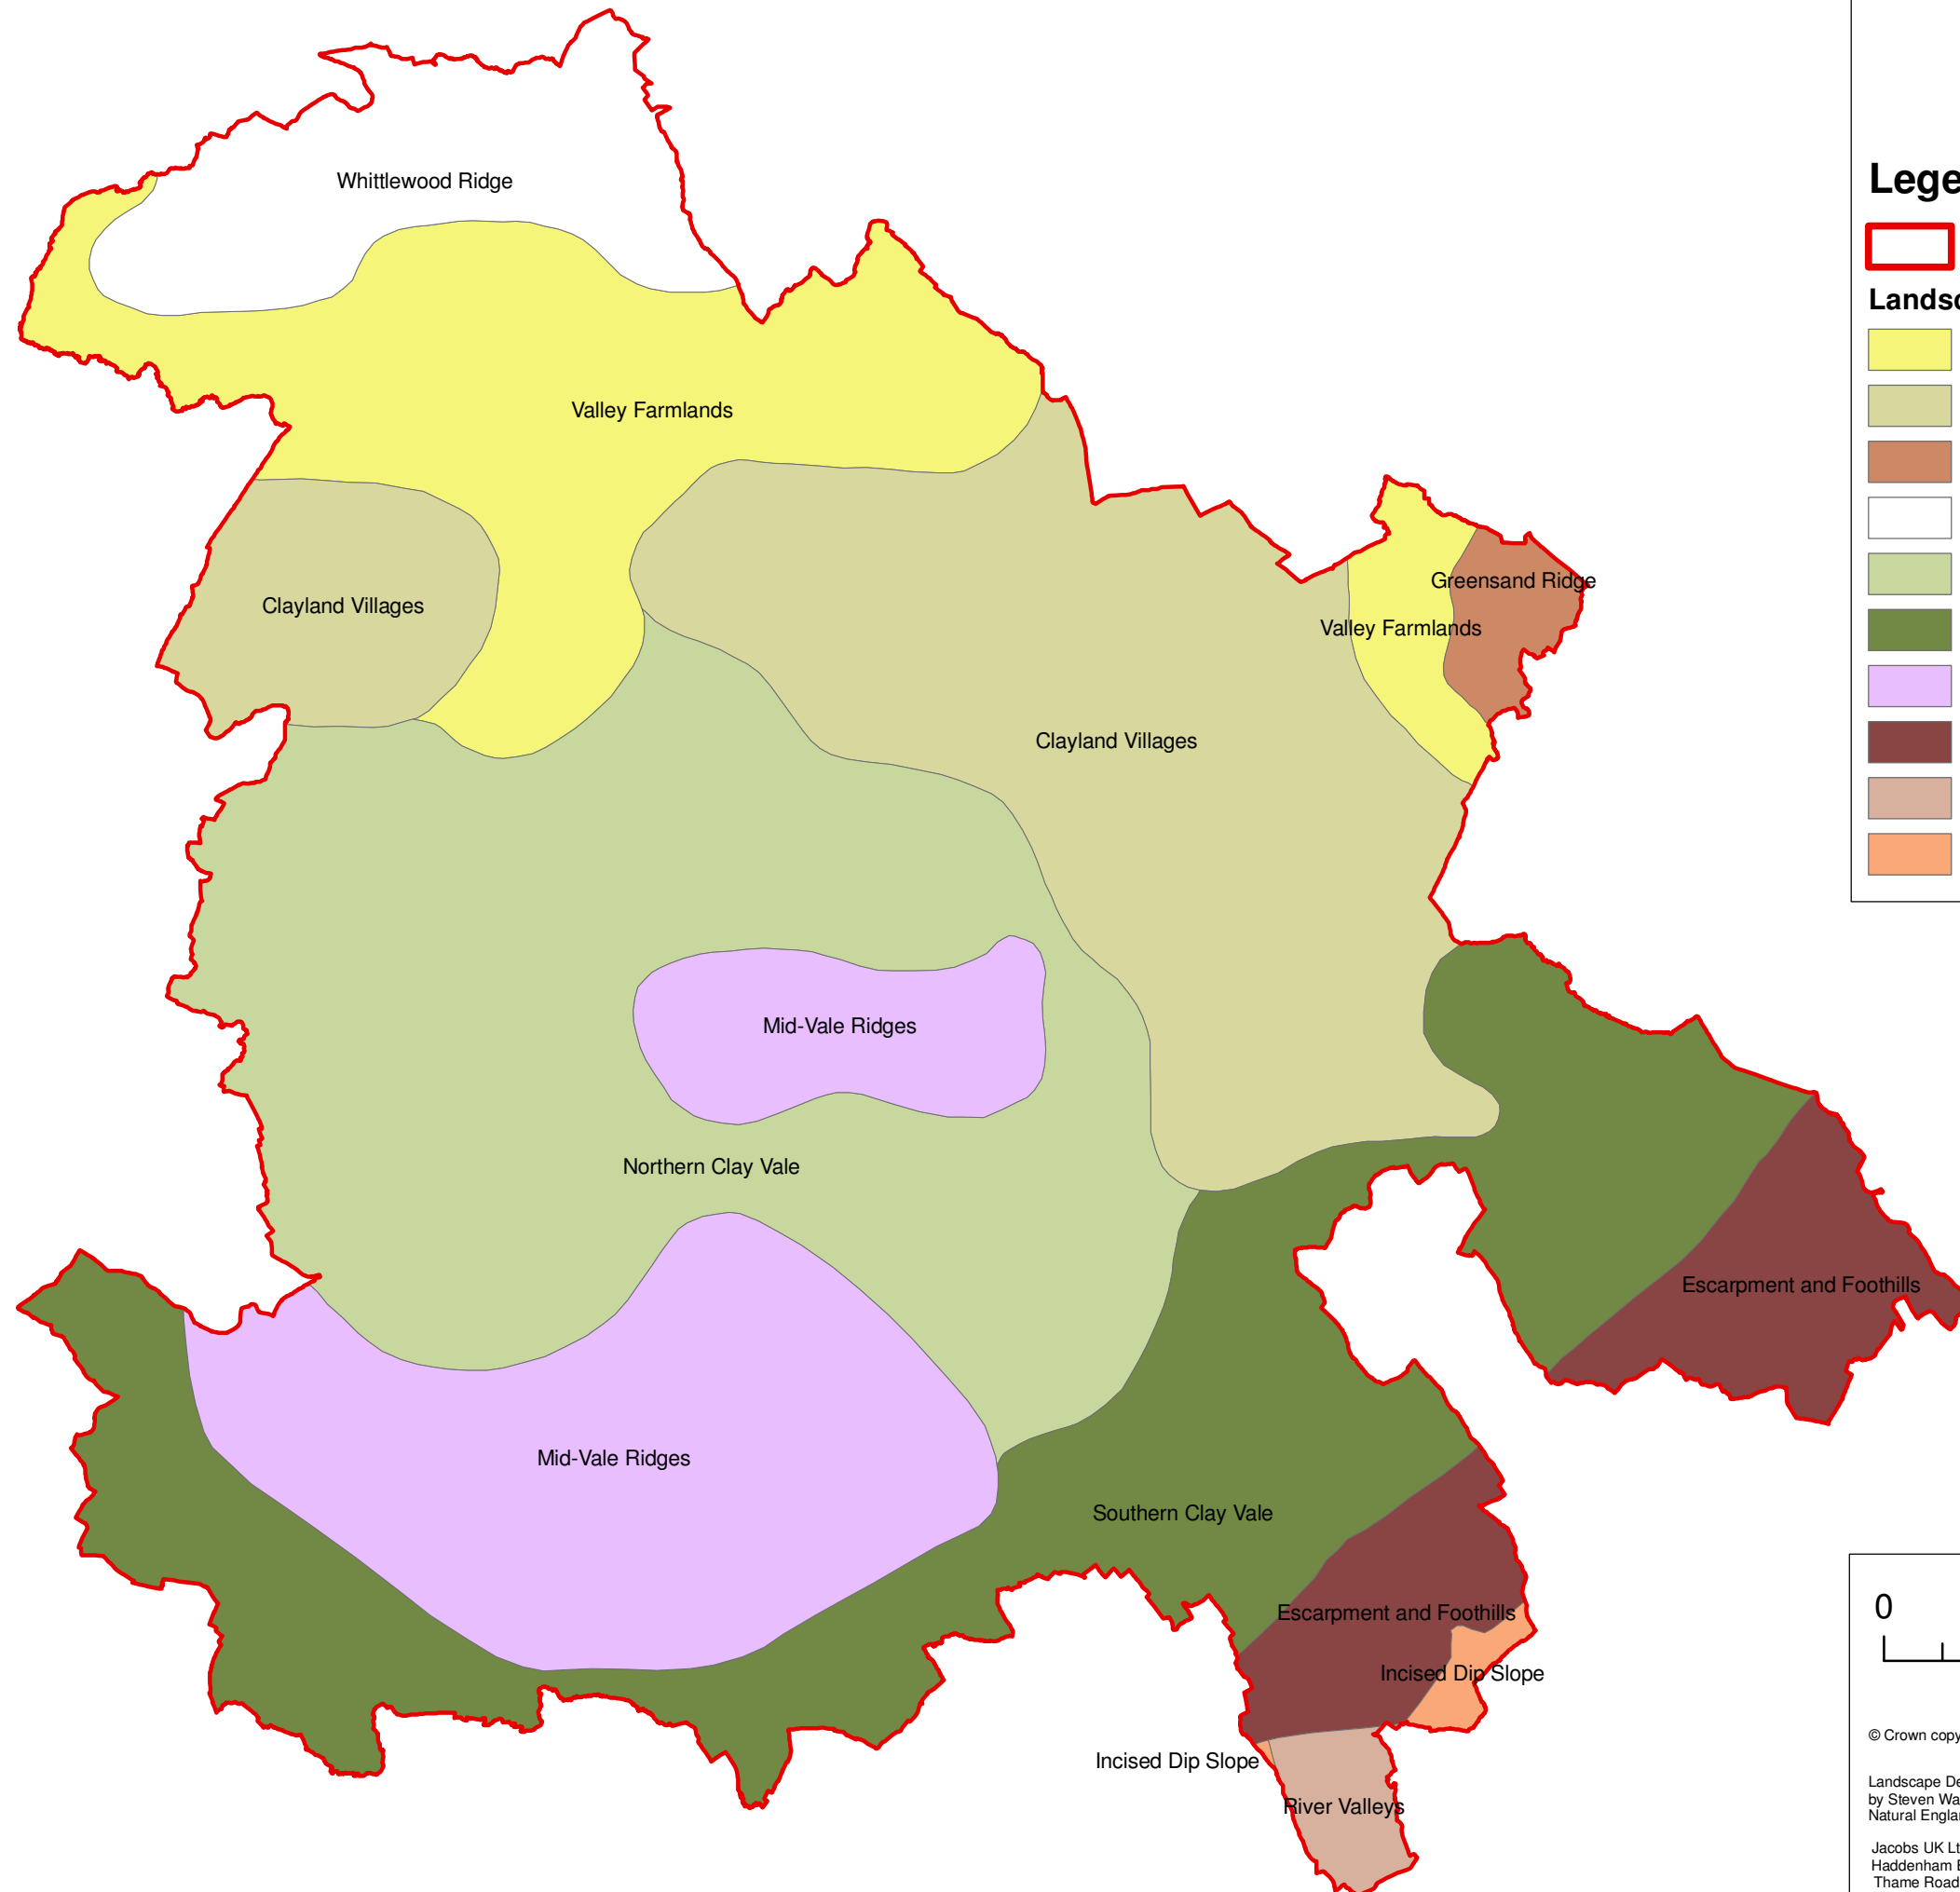 Whittlewood Ridge
Valley Farmlands
Clayland Villages
Greensand Ridge
Valley Farmlands
Clayland Villages
Mid-Vale Ridges
Northern Clay Vale
Escarpment and Foothills
Mid-Vale Ridges
Southern Clay Vale
Escarpment and Foothills
Incised Dip Slope
Incised Dip Slope
River Valleys
Lege
Landsc
0
© Crown copy
Landscape De
by Steven Wa
Natural Englan
Jacobs UK Lt
Haddenham B
Thame Road